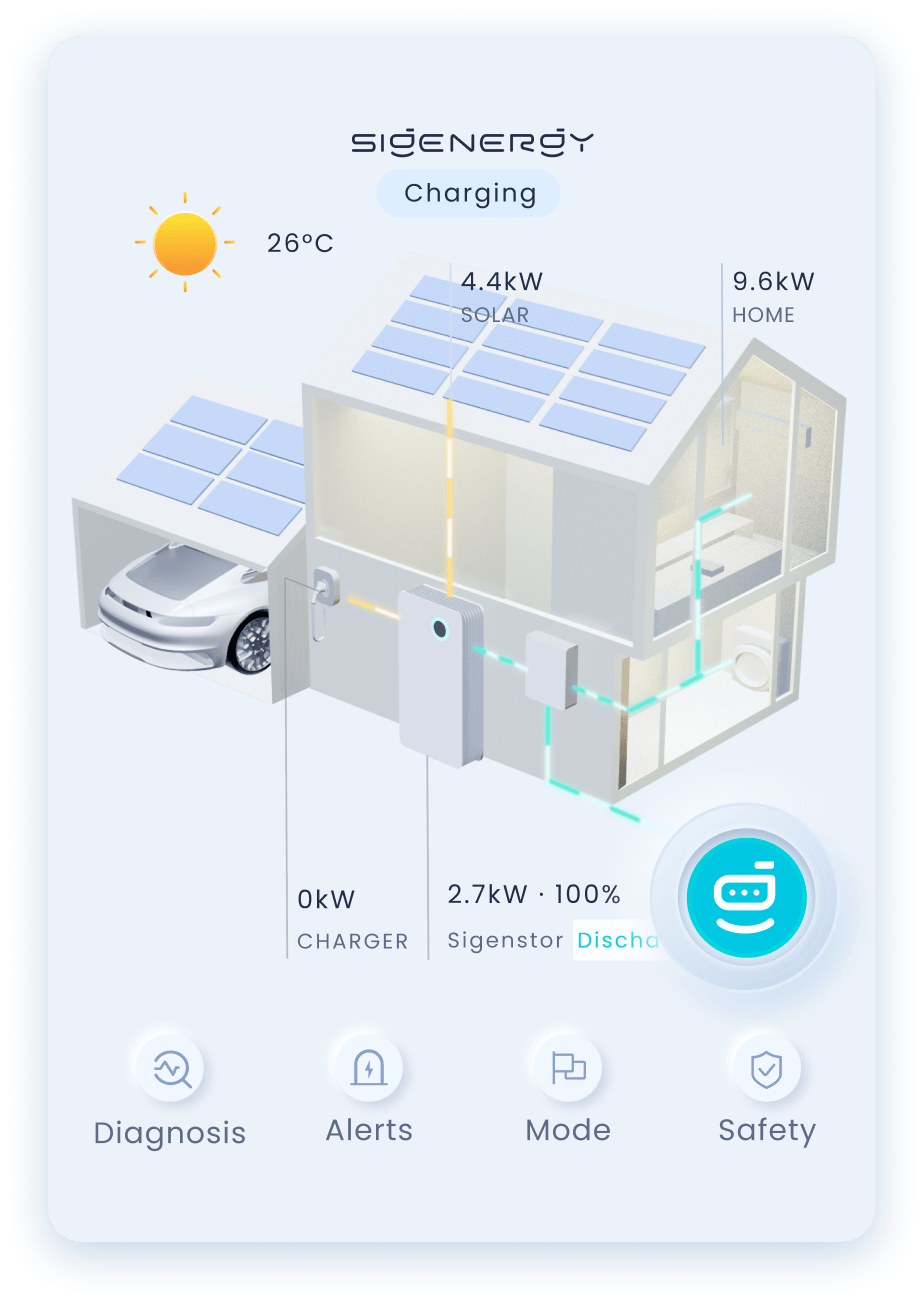 SIGENERGY
Charging
26°C
4.4kW
SOLAR
9.6kW
HOME
0kW
CHARGER
2.7kW · 100%
Sigenstor Discha
Diagnosis
Alerts
Mode
Safety